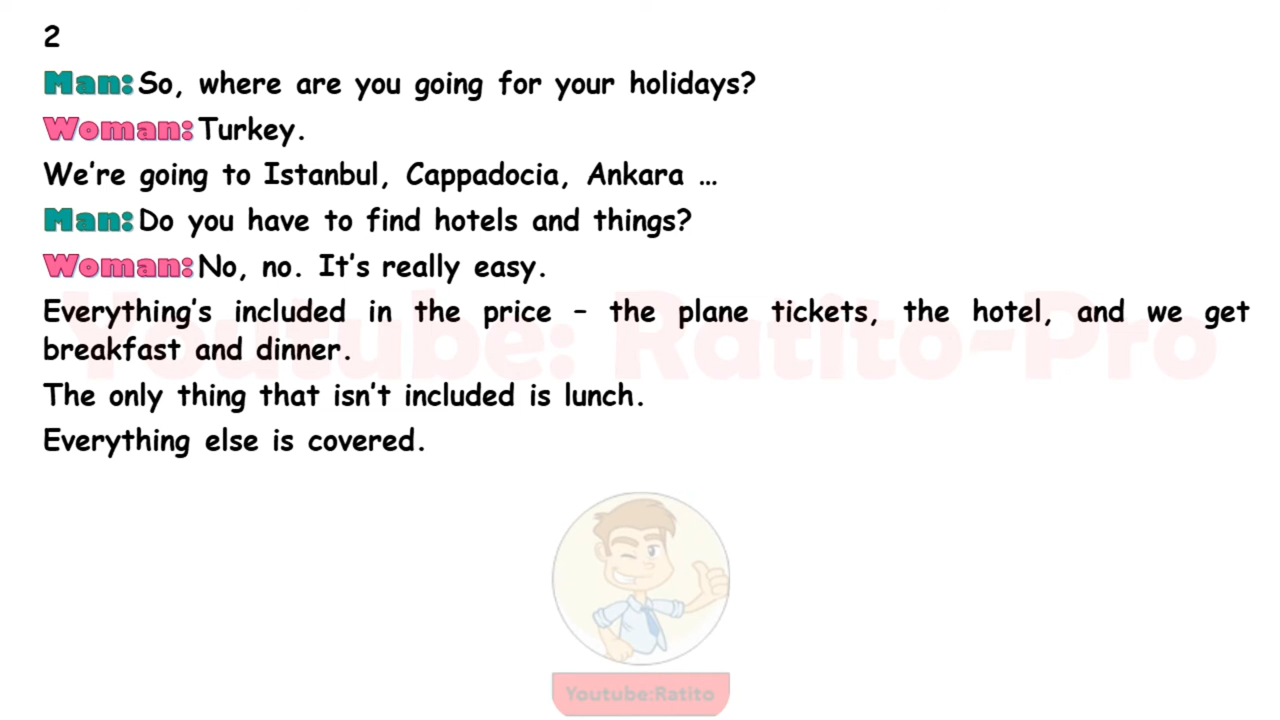 2
Man: So, where are you going for your holidays?
Woman: Turkey.
We're going to Istanbul, Cappadocia, Ankara …
Man: Do you have to find hotels and things?
Woman: No, no. It's really easy.
Everything's included in the price – the plane tickets, the hotel, and we get
breakfast and dinner.
The only thing that isn't included is lunch.
Everything else is covered.
Youtube: Ratito-Pro
Youtube:Ratito